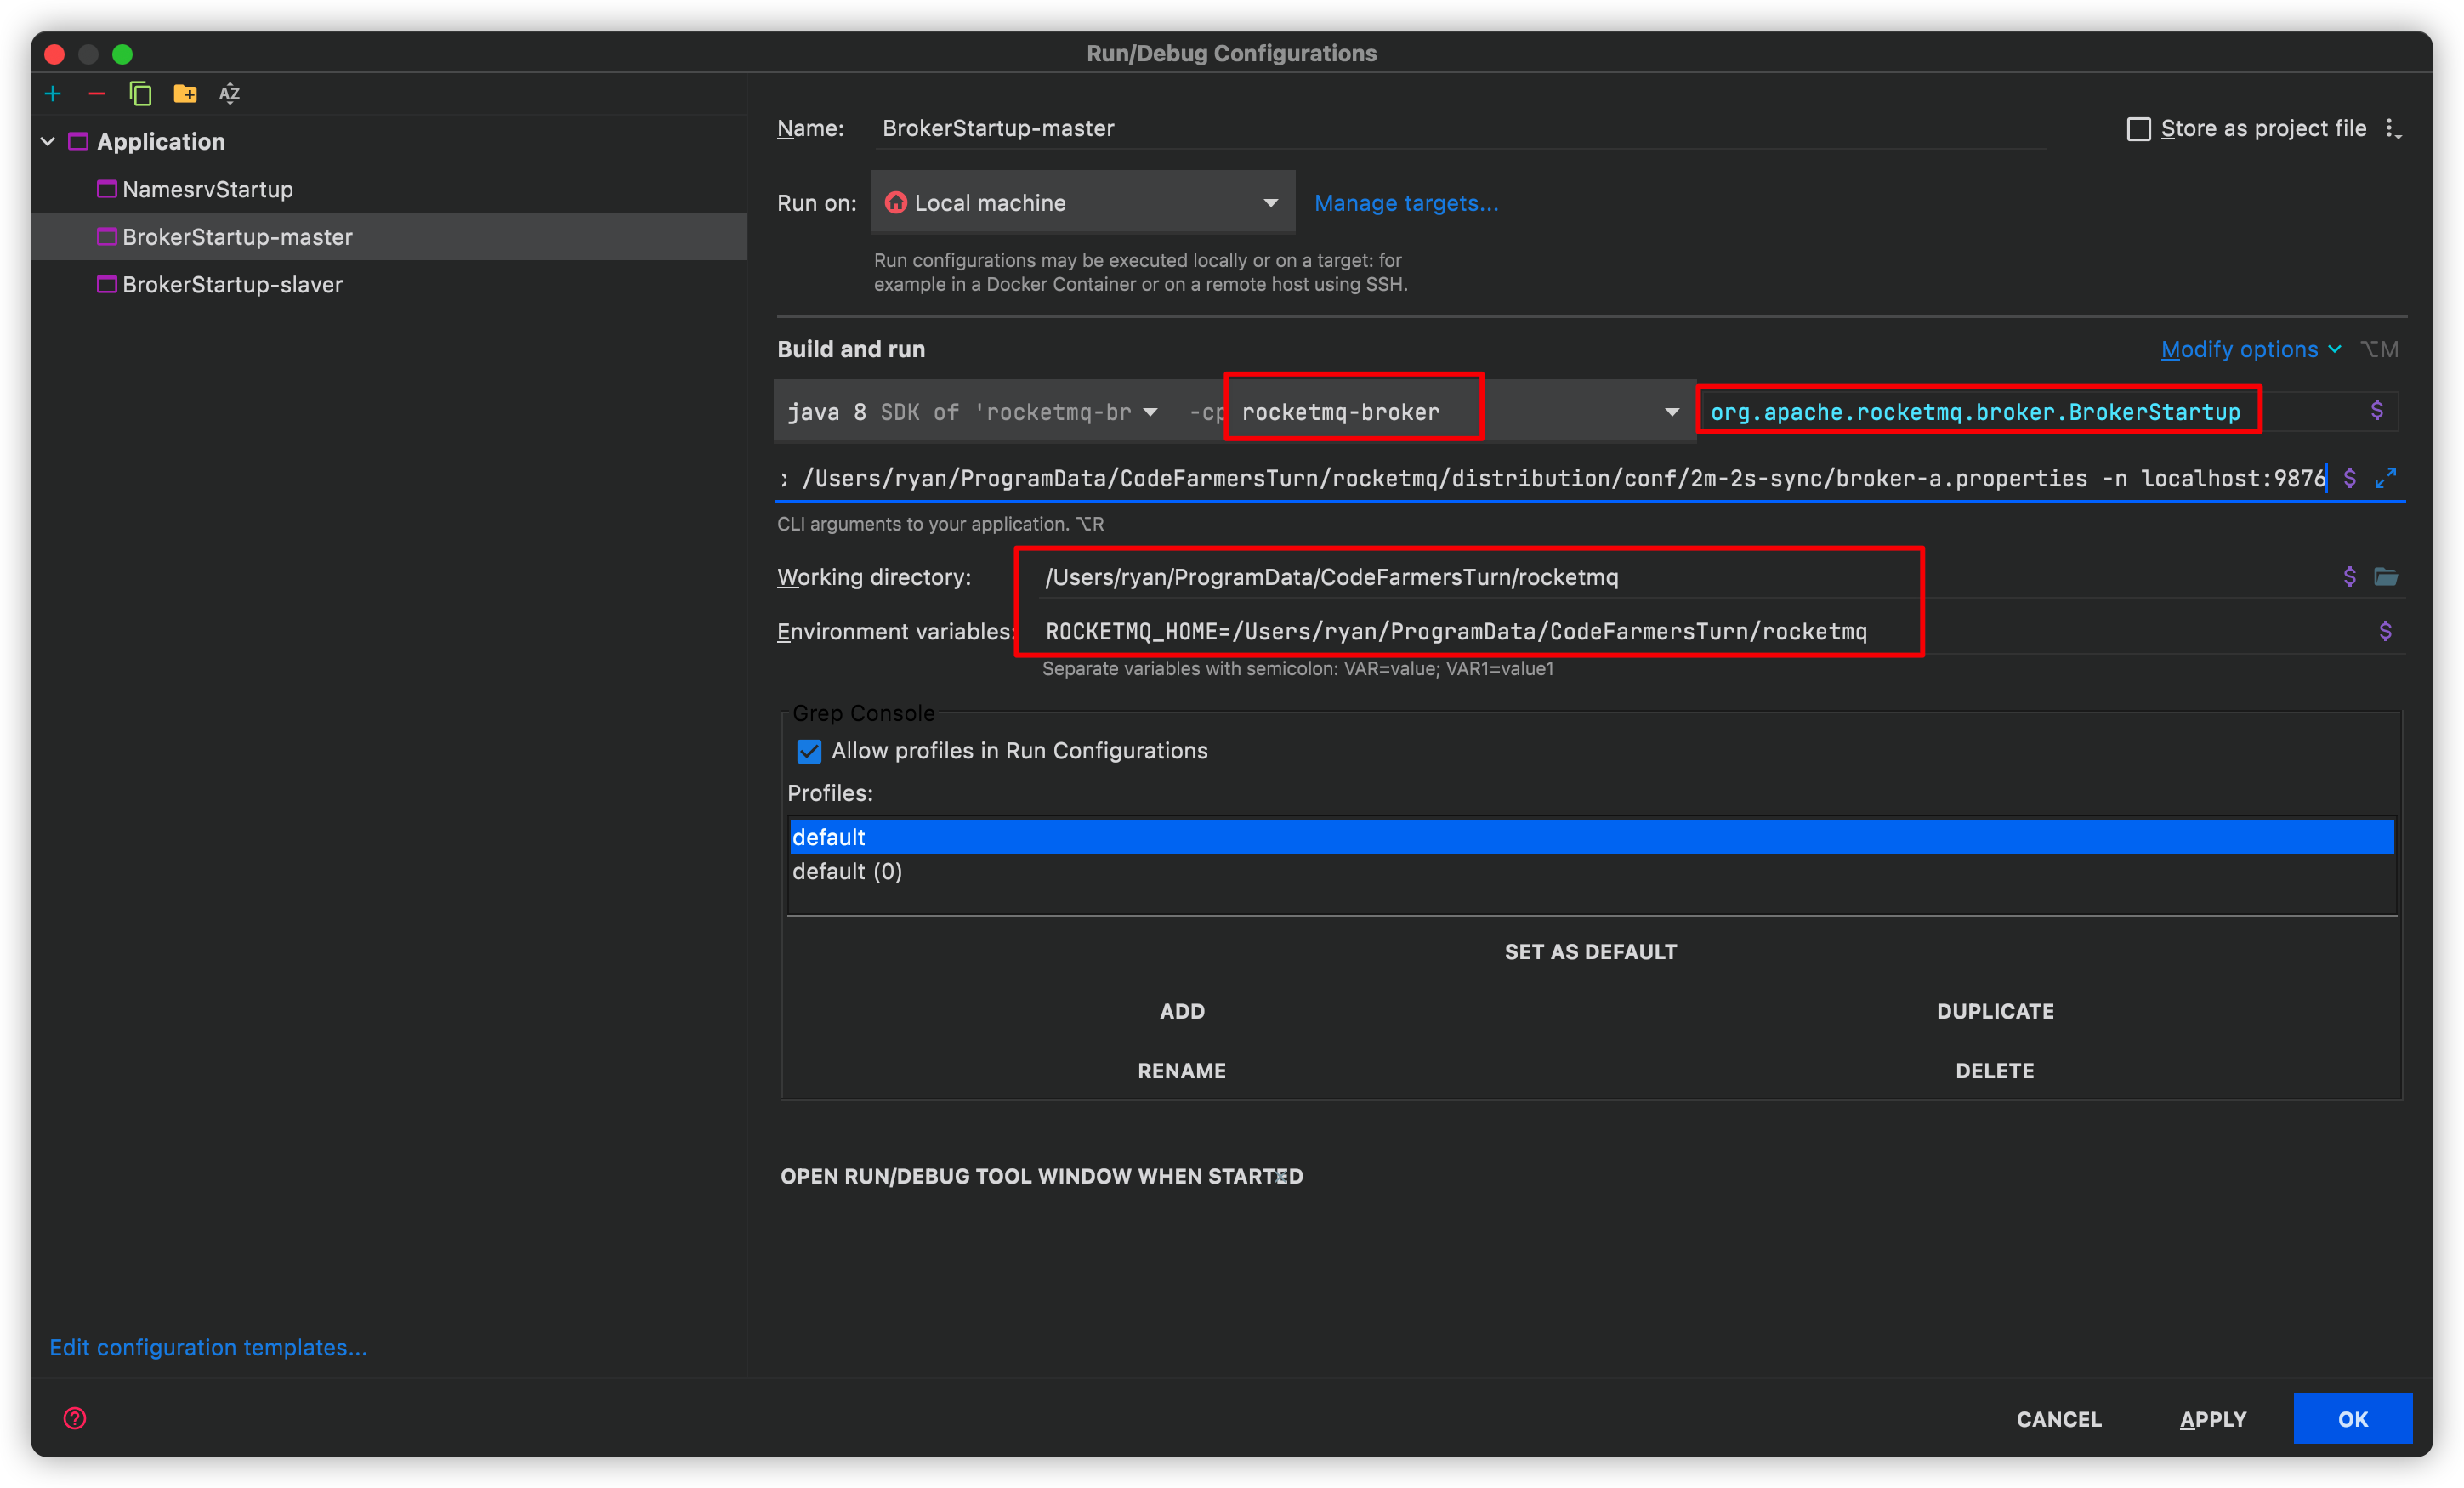 Run/Debug Configurations
Application
NamesrvStartup
BrokerStartup-master
BrokerStartup-slaver
Edit configuration templates...
Name: BrokerStartup-master
Store as project file
Run on: Local machine
Manage targets...
Run configurations may be executed locally or on a target: for
example in a Docker Container or on a remote host using SSH.
Build and run
Modify options ⌥M
java 8 SDK of 'rocketmq-br -cp rocketmq-broker org.apache.rocketmq.broker.BrokerStartup
/Users/ryan/ProgramData/CodeFarmersTurn/rocketmq/distribution/conf/2m-2s-sync/broker-a.properties -n localhost:9876
CLI arguments to your application. ⌥R
Working directory: /Users/ryan/ProgramData/CodeFarmersTurn/rocketmq
Environment variables: ROCKETMQ_HOME=/Users/ryan/ProgramData/CodeFarmersTurn/rocketmq
Separate variables with semicolon: VAR=value; VAR1=value1
Grep Console
Allow profiles in Run Configurations
Profiles:
default
default (0)
SET AS DEFAULT
ADD DUPLICATE
RENAME DELETE
OPEN RUN/DEBUG TOOL WINDOW WHEN STARTED
CANCEL APPLY OK